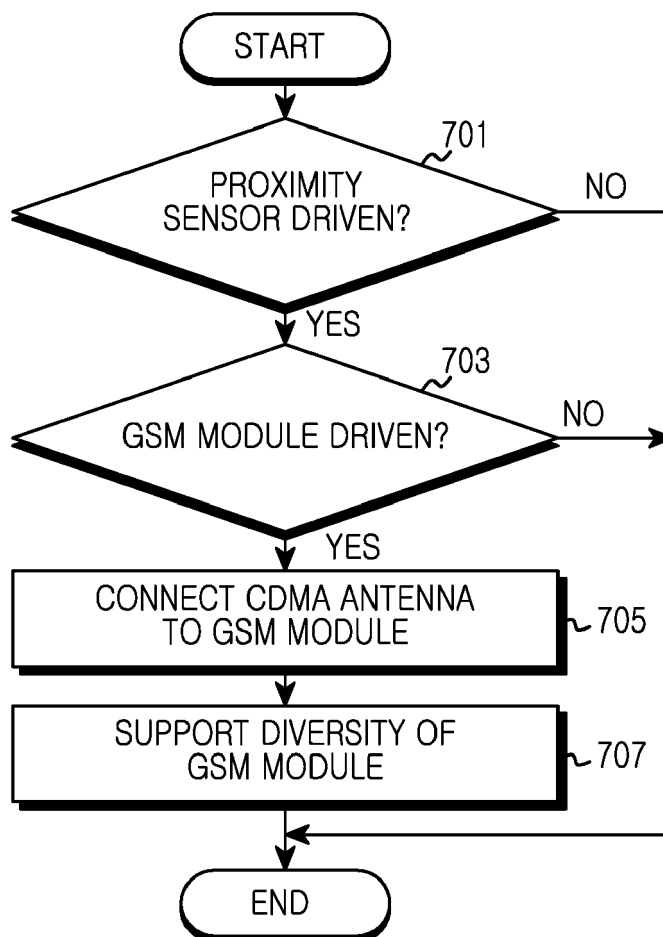 START
701
PROXIMITY
SENSOR DRIVEN?
NO
YES
703
GSM MODULE DRIVEN?
NO
YES
CONNECT CDMA ANTENNA
TO GSM MODULE
705
SUPPORT DIVERSITY OF
GSM MODULE
707
END